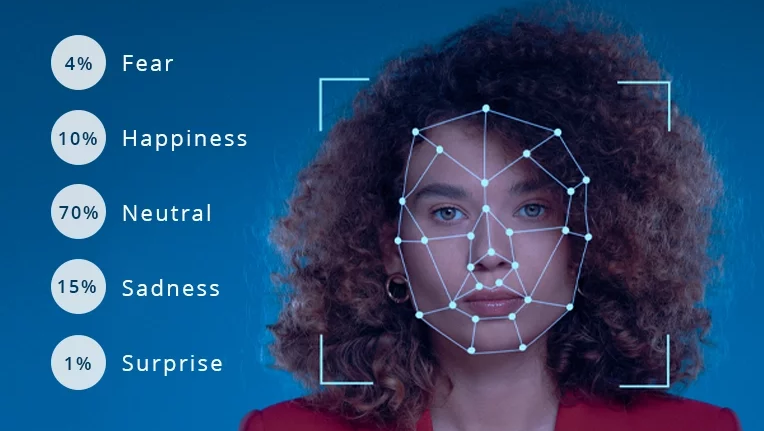 4% Fear
10% Happiness
70% Neutral
15% Sadness
1% Surprise